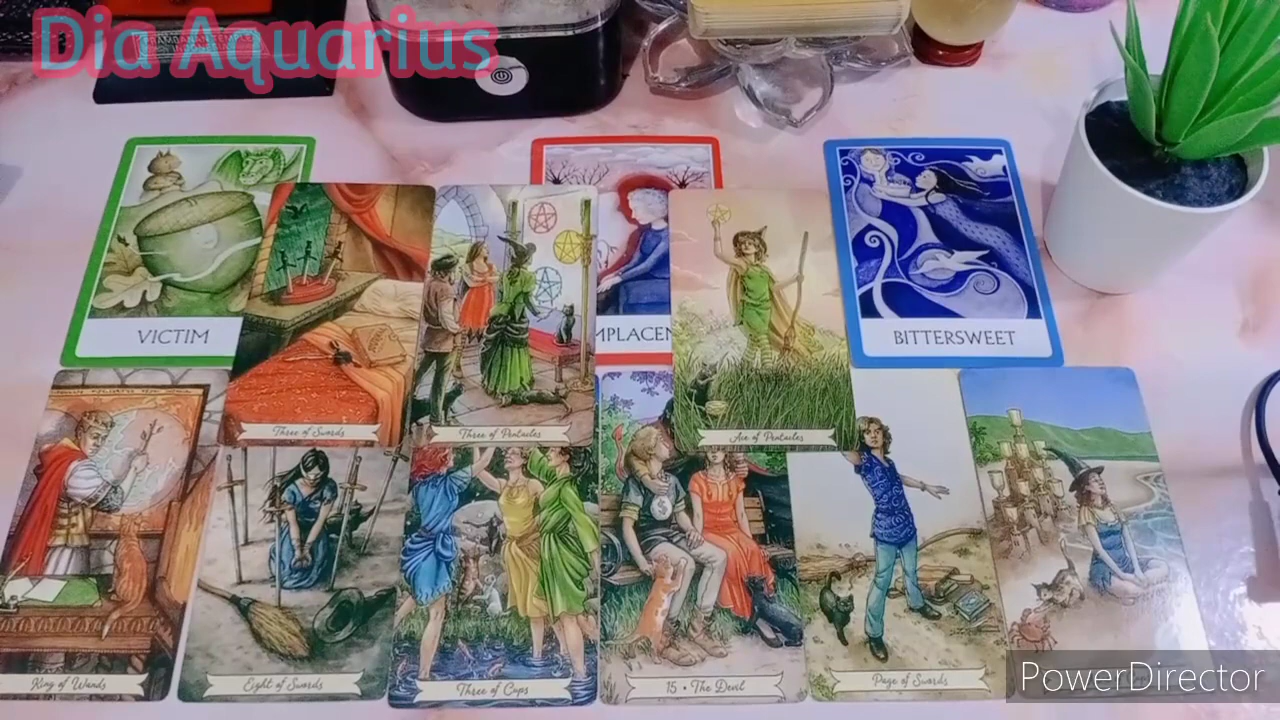 Dia Aquarius
VICTIM
MPLACEN
BITTERSWEET
Three of Swords
Three of Pentacles
Ace of Pentacles
King of Wands
Eight of Swords
Three of Cups
15 • The Devil
Page of Swords
PowerDirector